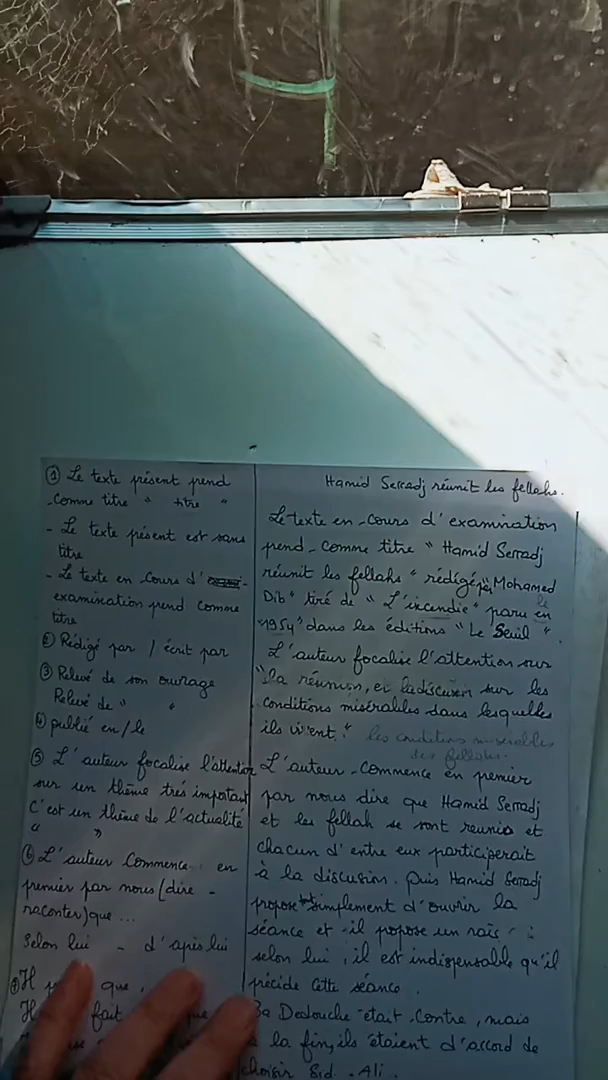 ① Le texte présent prend
comme titre " titre "
- Le texte présent est sans
titre
- Le texte en cours d'
examination prend comme
titre
② Rédigé par / écrit par
③ Relevé de son ouvrage
Relevé de " "
④ publié en / le
⑤ L'auteur focalise l'attention
sur un thème très important
C'est un thème de l'actualité
" "
⑥ L'auteur commence en
premier par nous (dire -
raconter) que ...
Selon lui - d'après lui
que
fait que
Hamid Serradj réunit les fellahs.
Le texte en cours d'examination
prend comme titre " Hamid Serradj
réunit les fellahs " rédigé par Mohamed
Dib " tiré de " L'incendie " paru en le
"1954" dans les éditions " Le Seuil ".
L'auteur focalise l'attention sur
"la réunion, et la discusion sur les
conditions misérables dans lesquelles
ils vivent." les conditions misérables
des fellahs.
L'auteur commence en premier
par nous dire que Hamid Serradj
et les fellah se sont reunis et
chacun d'entre eux participerait
à la discusion. Puis Hamid Serradj
propose simplement d'ouvrir la
séance et il propose un raïs :
selon lui, il est indispensable qu'il
précide cette séance.
Ba Dedouche était contre, mais
à la fin, ils étaient d'accord de
choisir Sid . Ali .